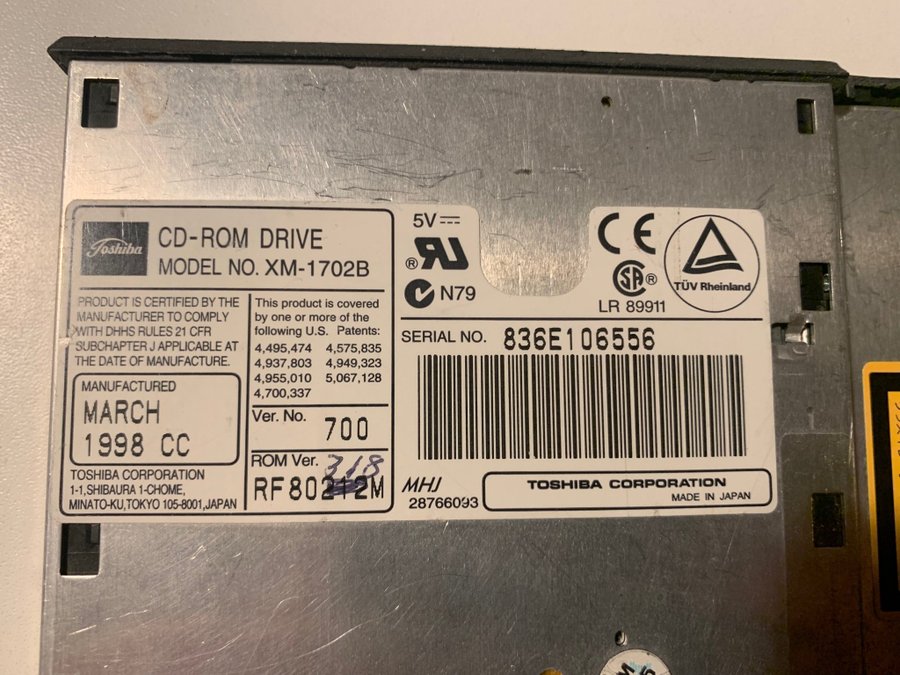 Toshiba
CD-ROM DRIVE
MODEL NO. XM-1702B
PRODUCT IS CERTIFIED BY THE
MANUFACTURER TO COMPLY
WITH DHHS RULES 21 CFR
SUBCHAPTER J APPLICABLE AT
THE DATE OF MANUFACTURE.
MANUFACTURED
MARCH
1998 CC
TOSHIBA CORPORATION
1-1,SHIBAURA 1-CHOME,
MINATO-KU,TOKYO 105-8001,JAPAN
This product is covered
by one or more of the
following U.S. Patents:
4,495,474 4,575,835
4,937,803 4,949,323
4,955,010 5,067,128
4,700,337
Ver. No.
700
ROM Ver.
318
RF80212M
5V
® RU
N79
CE
SA ®
LR 89911
TÜV Rheinland
SERIAL NO. 836E106556
MHJ
28766093
TOSHIBA CORPORATION
MADE IN JAPAN